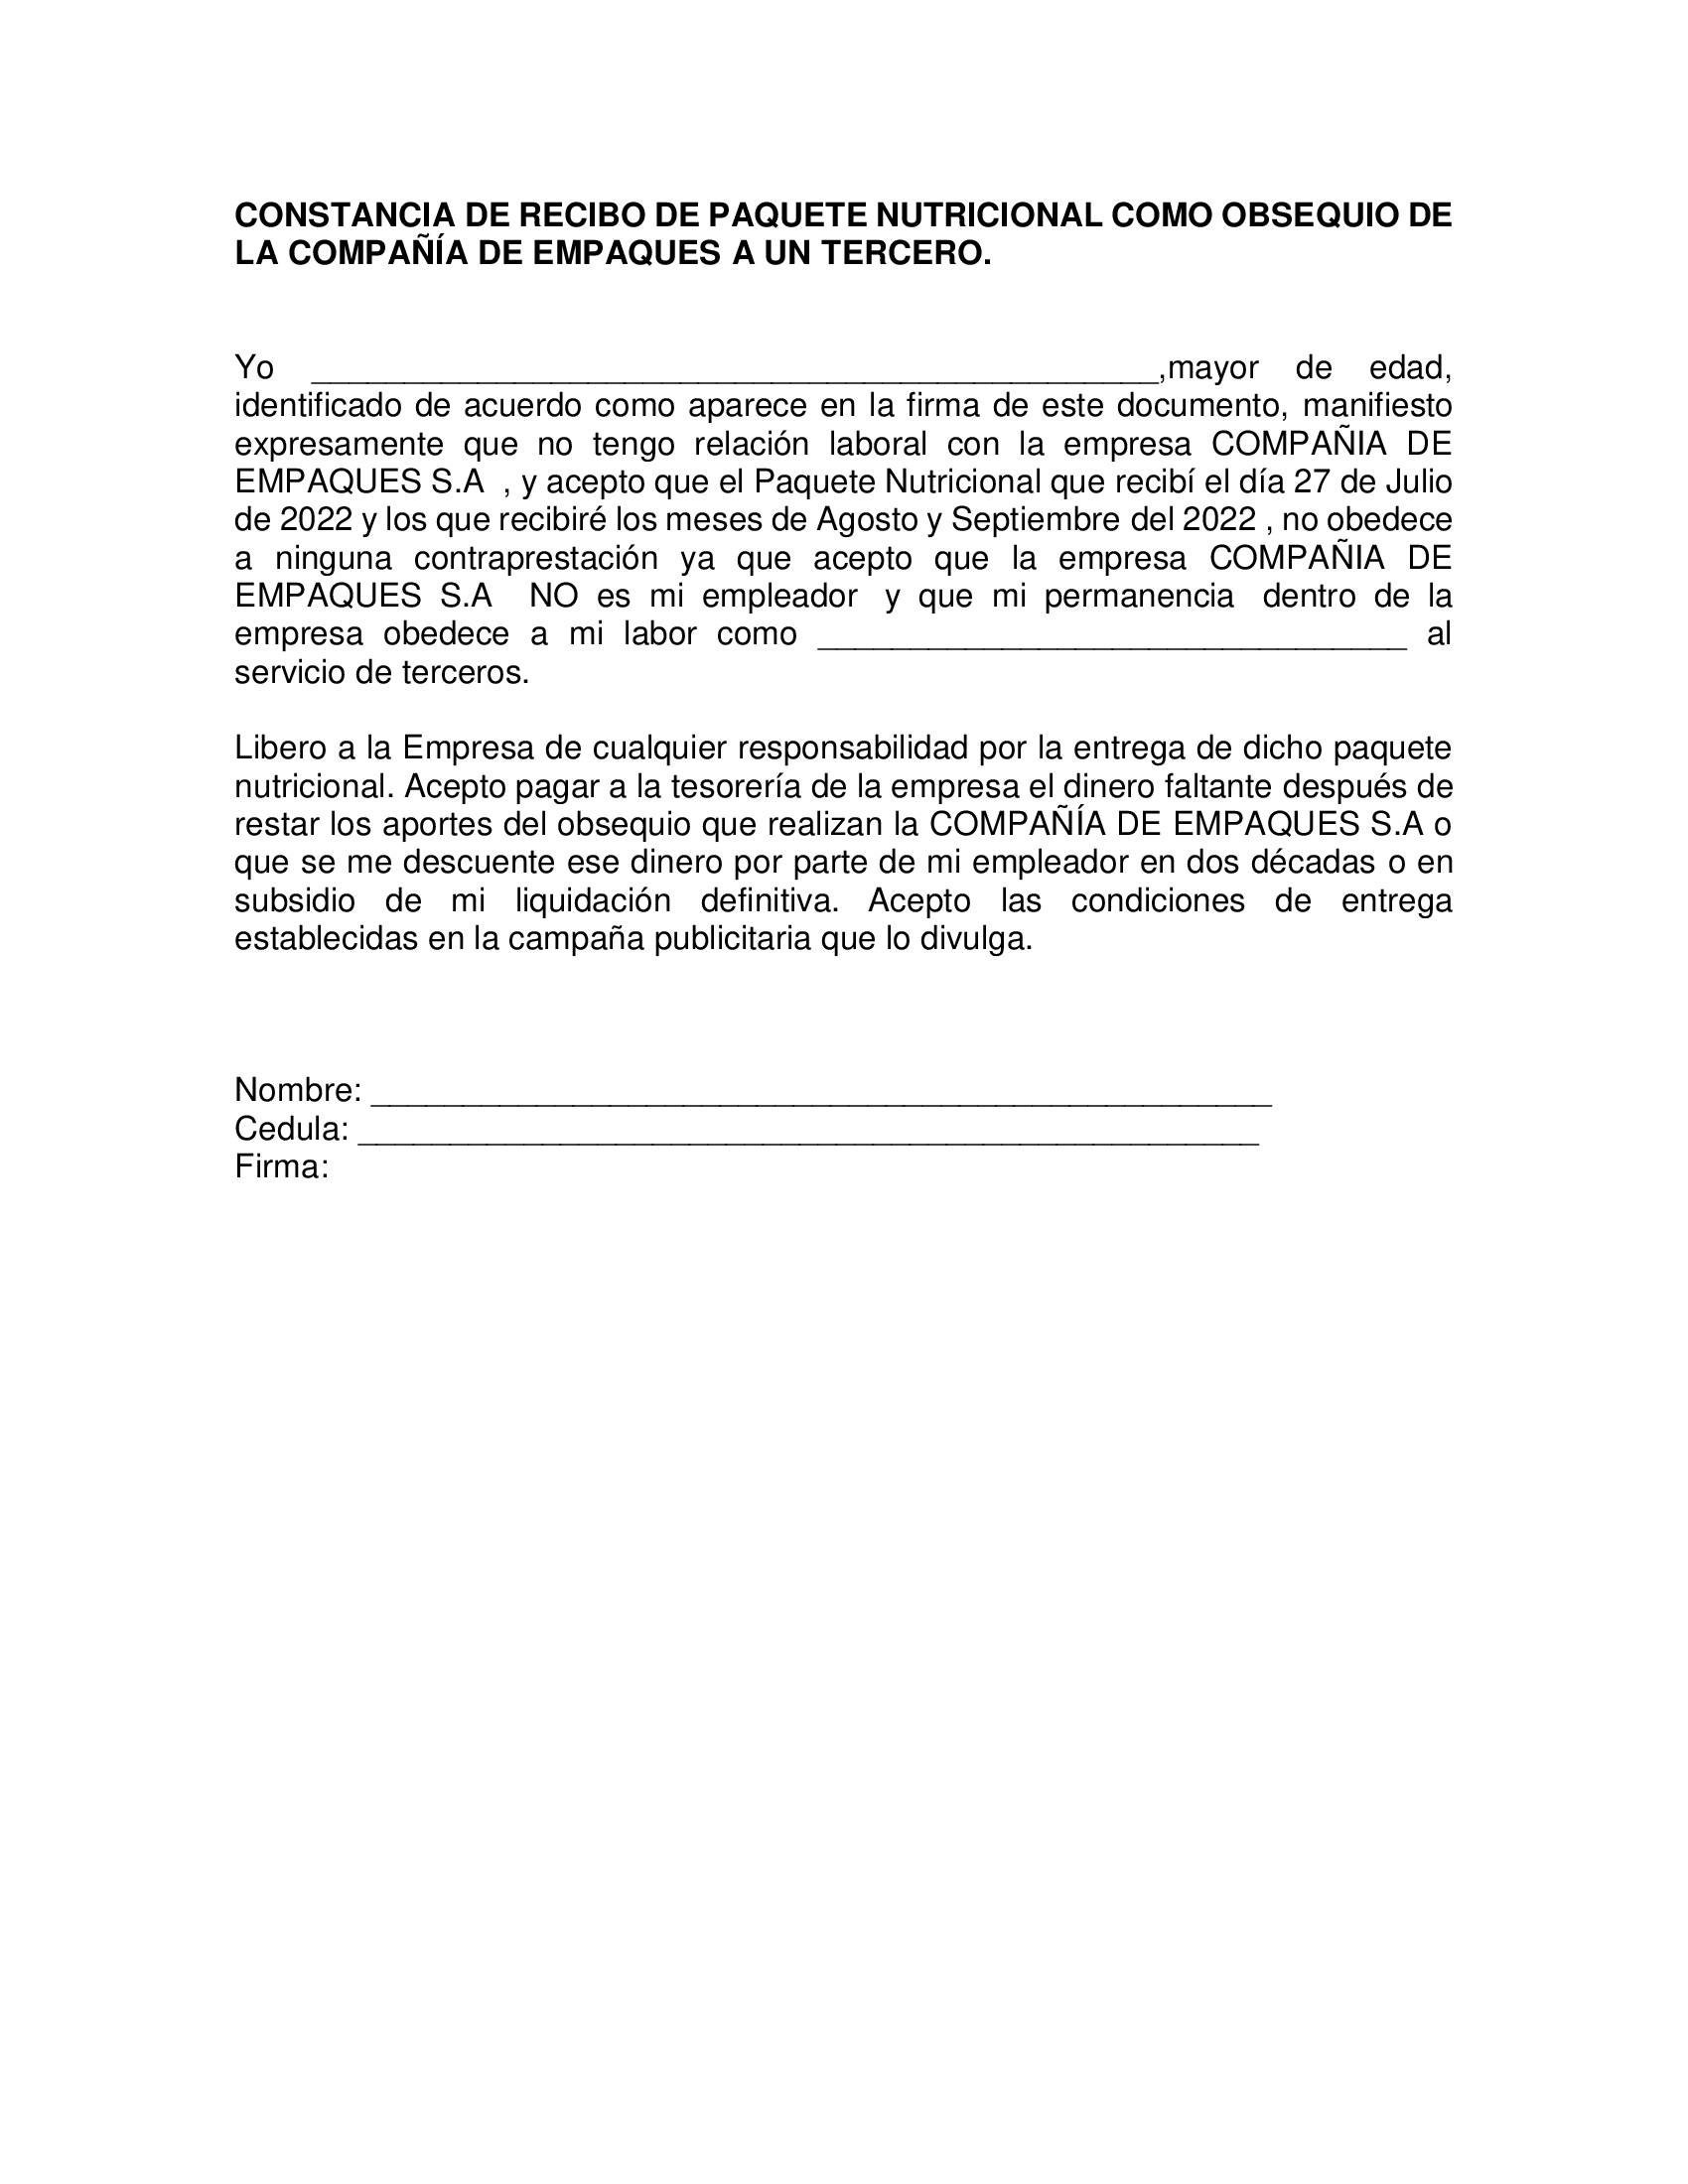 CONSTANCIA DE RECIBO DE PAQUETE NUTRICIONAL COMO OBSEQUIO DE
LA COMPAÑÍA DE EMPAQUES A UN TERCERO.
Yo ______________________________________________,mayor de edad,
identificado de acuerdo como aparece en la firma de este documento, manifiesto
expresamente que no tengo relación laboral con la empresa COMPAÑIA DE
EMPAQUES S.A , y acepto que el Paquete Nutricional que recibí el día 27 de Julio
de 2022 y los que recibiré los meses de Agosto y Septiembre del 2022 , no obedece
a ninguna contraprestación ya que acepto que la empresa COMPAÑIA DE
EMPAQUES S.A NO es mi empleador y que mi permanencia dentro de la
empresa obedece a mi labor como ________________________________ al
servicio de terceros.
Libero a la Empresa de cualquier responsabilidad por la entrega de dicho paquete
nutricional. Acepto pagar a la tesorería de la empresa el dinero faltante después de
restar los aportes del obsequio que realizan la COMPAÑÍA DE EMPAQUES S.A o
que se me descuente ese dinero por parte de mi empleador en dos décadas o en
subsidio de mi liquidación definitiva. Acepto las condiciones de entrega
establecidas en la campaña publicitaria que lo divulga.
Nombre: _________________________________________________
Cedula: _________________________________________________
Firma: